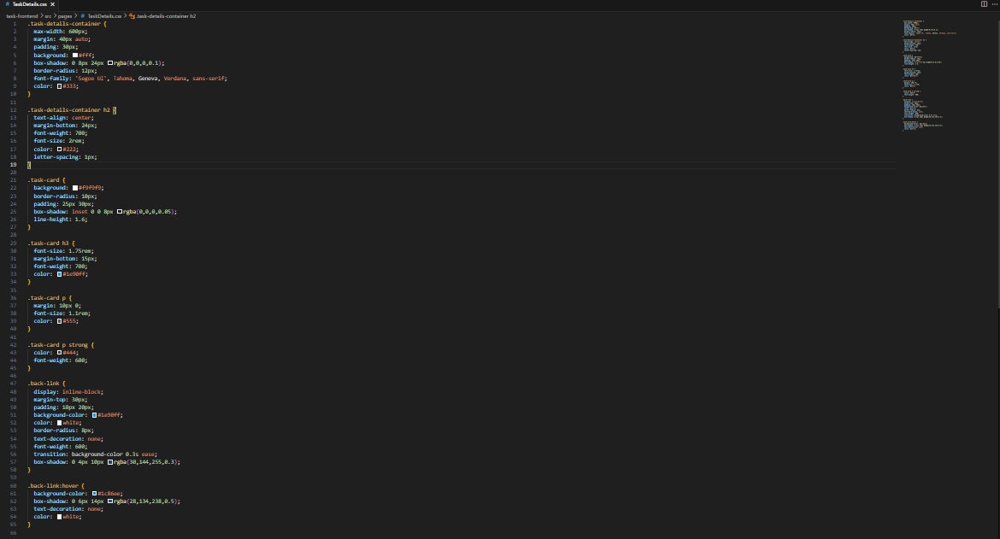 # TaskDetails.css ×
task-frontend > src > pages > # TaskDetails.css > .task-details-container h2
1 .task-details-container {
2 max-width: 600px;
3 margin: 40px auto;
4 padding: 30px;
5 background: #fff;
6 box-shadow: 0 8px 24px rgba(0,0,0,0.1);
7 border-radius: 12px;
8 font-family: 'Segoe UI', Tahoma, Geneva, Verdana, sans-serif;
9 color: #333;
10 }
11
12 .task-details-container h2 {
13 text-align: center;
14 margin-bottom: 24px;
15 font-weight: 700;
16 font-size: 2rem;
17 color: #222;
18 letter-spacing: 1px;
19 }
20
21 .task-card {
22 background: #f9f9f9;
23 border-radius: 10px;
24 padding: 25px 30px;
25 box-shadow: inset 0 0 8px rgba(0,0,0,0.05);
26 line-height: 1.6;
27 }
28
29 .task-card h3 {
30 font-size: 1.75rem;
31 margin-bottom: 15px;
32 font-weight: 700;
33 color: #1e90ff;
34 }
35
36 .task-card p {
37 margin: 10px 0;
38 font-size: 1.1rem;
39 color: #555;
40 }
41
42 .task-card p strong {
43 color: #444;
44 font-weight: 600;
45 }
46
47 .back-link {
48 display: inline-block;
49 margin-top: 30px;
50 padding: 10px 20px;
51 background-color: #1e90ff;
52 color: white;
53 border-radius: 8px;
54 text-decoration: none;
55 font-weight: 600;
56 transition: background-color 0.3s ease;
57 box-shadow: 0 4px 10px rgba(30,144,255,0.3);
58 }
59
60 .back-link:hover {
61 background-color: #1c86ee;
62 box-shadow: 0 6px 14px rgba(28,134,238,0.5);
63 text-decoration: none;
64 color: white;
65 }
66